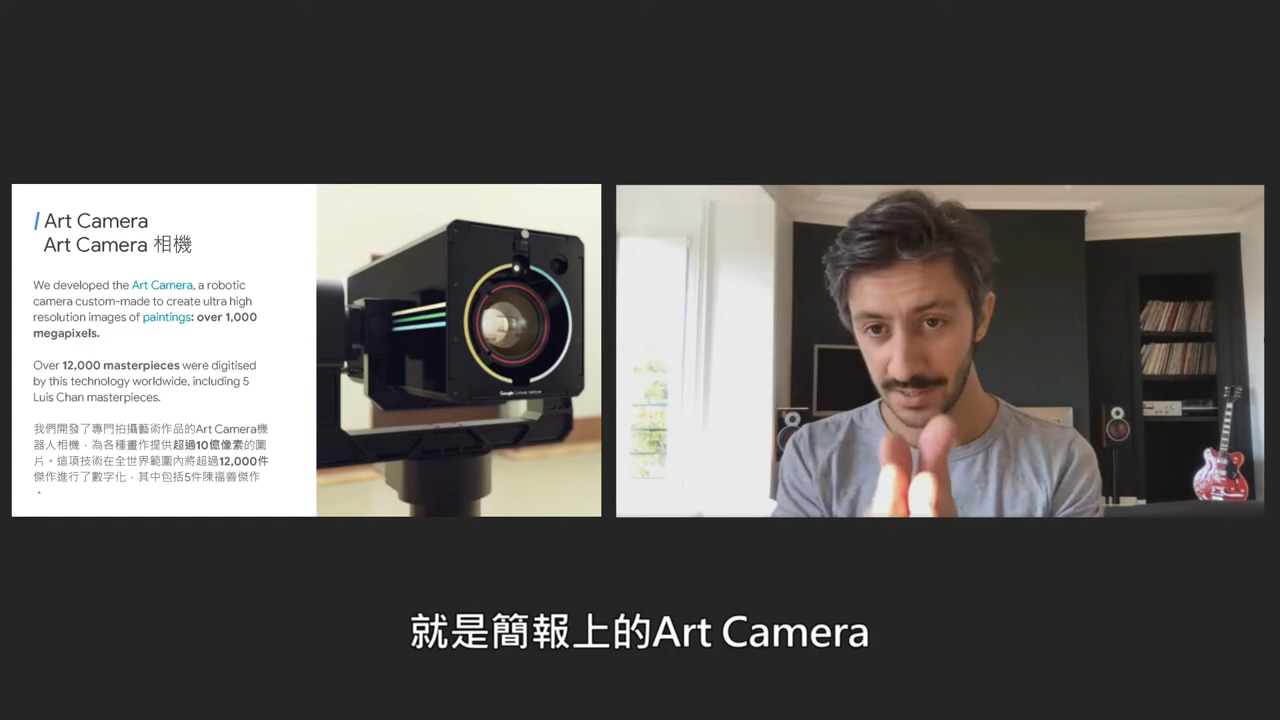 Art Camera
Art Camera 相機
We developed the Art Camera, a robotic
camera custom-made to create ultra high
resolution images of paintings: over 1,000
megapixels.
Over 12,000 masterpieces were digitised
by this technology worldwide, including 5
Luis Chan masterpieces.
我們開發了專門拍攝藝術作品的Art Camera機
器人相機，為各種畫作提供超過10億像素的圖
片。這項技術在全世界範圍內將超過12,000件
傑作進行了數字化，其中包括5件陳福善傑作
。
Google Cultural Institute
就是簡報上的Art Camera